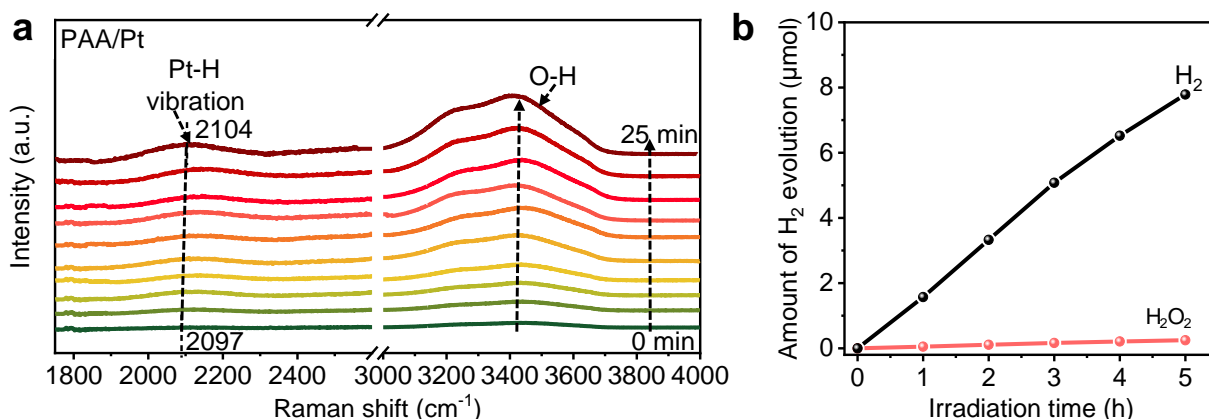 a
PAA/Pt
Pt-H
vibration
2104
O-H
25 min
2097
0 min
Intensity (a.u.)
1800 2000 2200 2400 3000 3200 3400 3600 3800 4000
Raman shift (cm⁻¹)
b
H₂
H₂O₂
Amount of H₂ evolution (μmol)
10
8
6
4
2
0
0 1 2 3 4 5
Irradiation time (h)